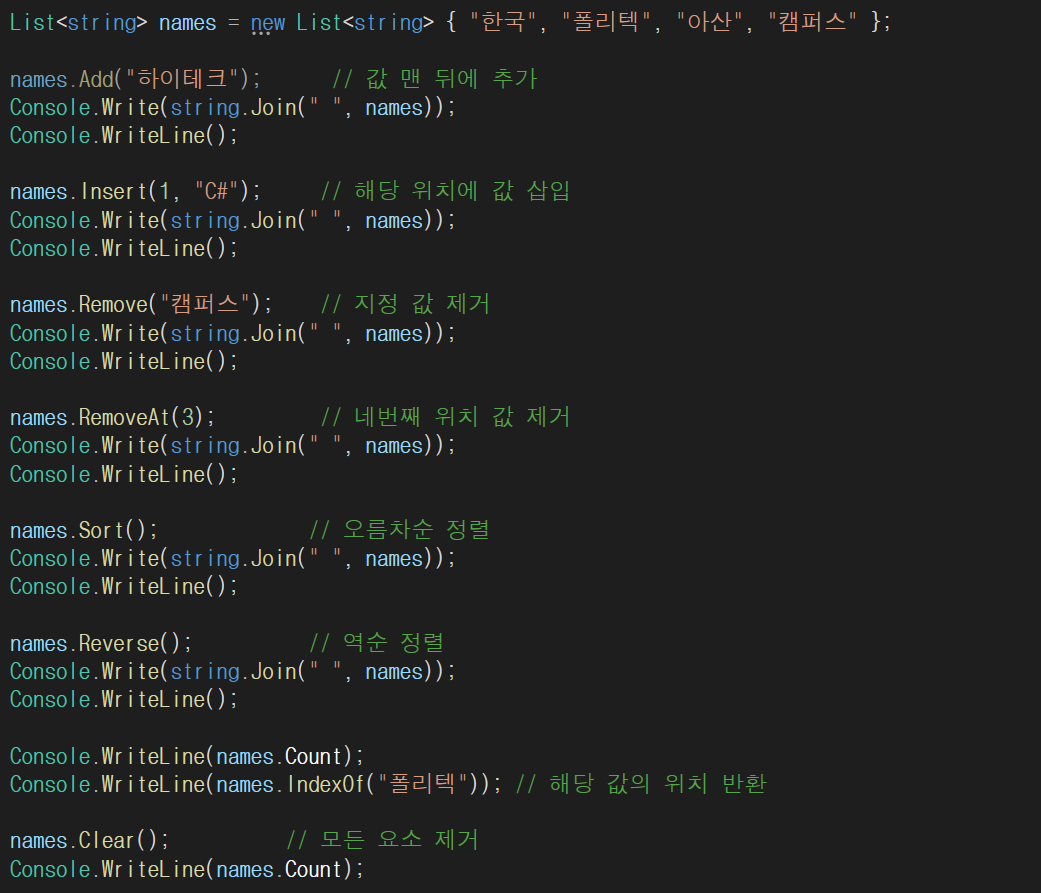 List<string> names = new List<string> { "한국", "폴리텍", "아산", "캠퍼스" };
names.Add("하이테크");      // 값 맨 뒤에 추가
Console.Write(string.Join(" ", names));
Console.WriteLine();
names.Insert(1, "C#");     // 해당 위치에 값 삽입
Console.Write(string.Join(" ", names));
Console.WriteLine();
names.Remove("캠퍼스");    // 지정 값 제거
Console.Write(string.Join(" ", names));
Console.WriteLine();
names.RemoveAt(3);         // 네번째 위치 값 제거
Console.Write(string.Join(" ", names));
Console.WriteLine();
names.Sort();             // 오름차순 정렬
Console.Write(string.Join(" ", names));
Console.WriteLine();
names.Reverse();          // 역순 정렬
Console.Write(string.Join(" ", names));
Console.WriteLine();
Console.WriteLine(names.Count);
Console.WriteLine(names.IndexOf("폴리텍")); // 해당 값의 위치 반환
names.Clear();          // 모든 요소 제거
Console.WriteLine(names.Count);